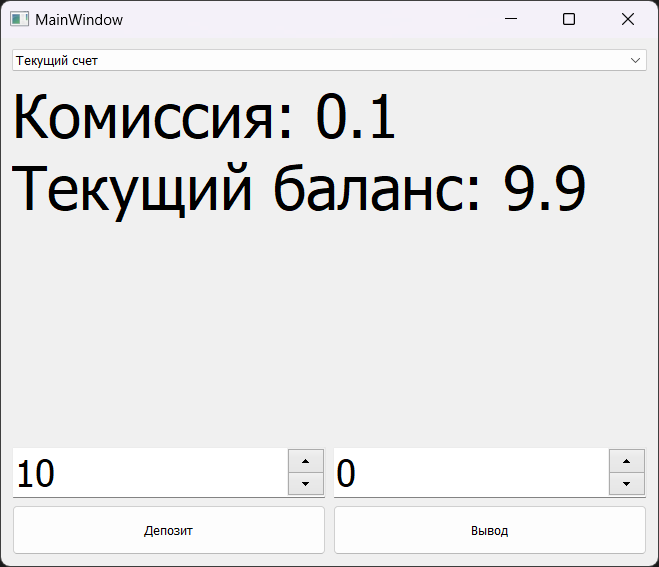 MainWindow
Текущий счет
Комиссия: 0.1
Текущий баланс: 9.9
10
0
Депозит
Вывод